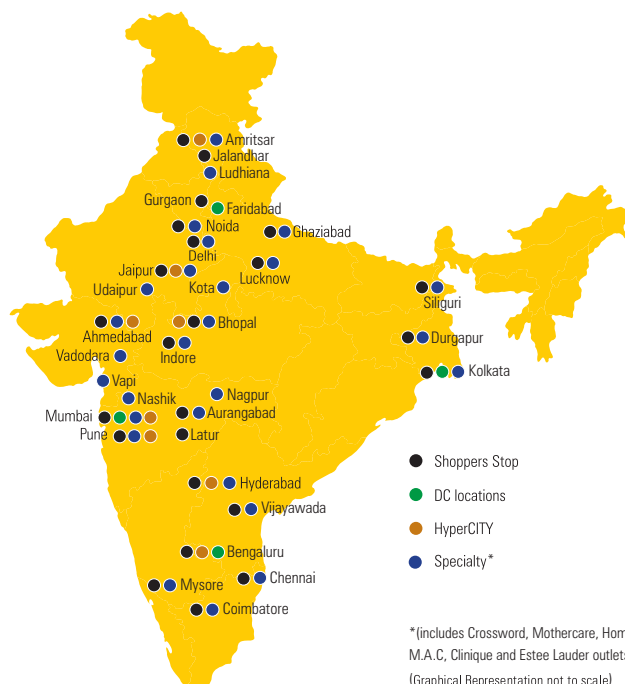 Amritsar
Jalandhar
Ludhiana
Gurgaon
Faridabad
Noida
Ghaziabad
Delhi
Jaipur
Lucknow
Udaipur
Kota
Siliguri
Ahmedabad
Bhopal
Durgapur
Vadodara
Indore
Kolkata
Vapi
Nashik
Nagpur
Mumbai
Aurangabad
Pune
Latur
Shoppers Stop
Hyderabad
DC locations
Vijayawada
HyperCITY
Bengaluru
Specialty*
Chennai
Mysore
Coimbatore
*(includes Crossword, Mothercare, Hom
M.A.C, Clinique and Estee Lauder outlets
(Graphical Representation not to scale)